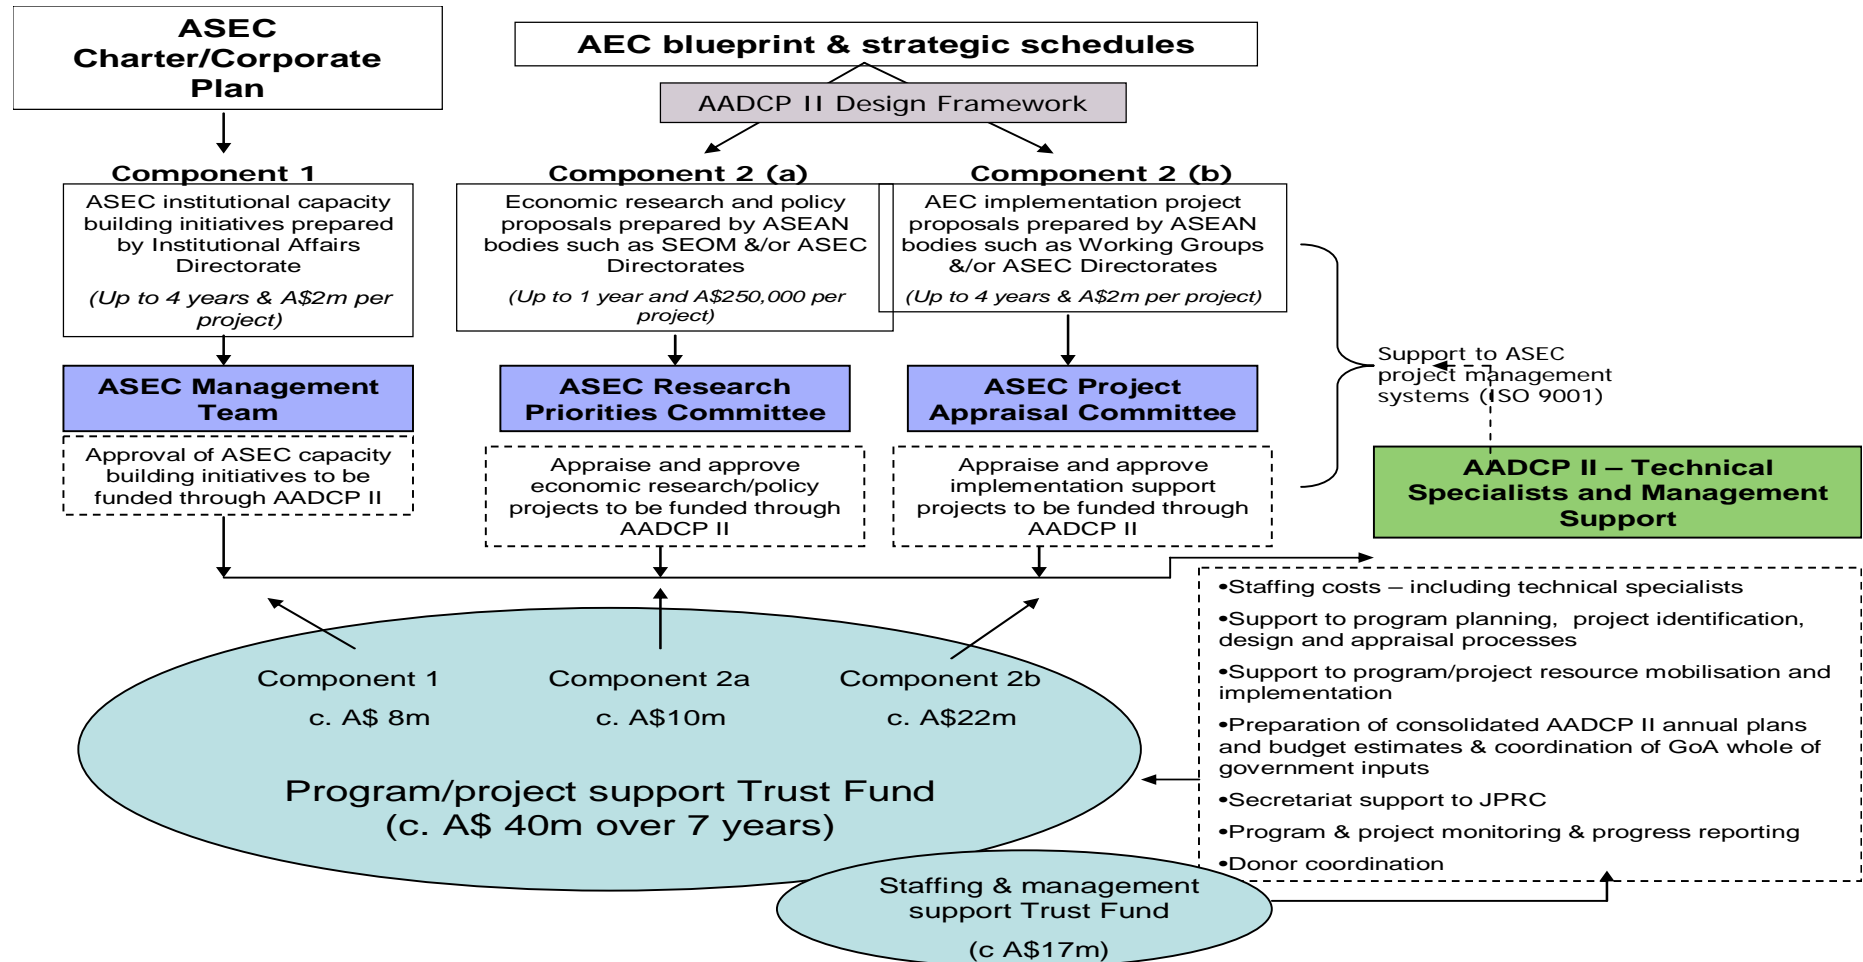 ASEC
Charter/Corporate
Plan
AEC blueprint & strategic schedules
AADCP II Design Framework
Component 1
ASEC institutional capacity
building initiatives prepared
by Institutional Affairs
Directorate
(Up to 4 years & A$2m per
project)
Component 2 (a)
Economic research and policy
proposals prepared by ASEAN
bodies such as SEOM &/or ASEC
Directorates
(Up to 1 year and A$250,000 per
project)
Component 2 (b)
AEC implementation project
proposals prepared by ASEAN
bodies such as Working Groups
&/or ASEC Directorates
(Up to 4 years & A$2m per project)
ASEC Management
Team
ASEC Research
Priorities Committee
ASEC Project
Appraisal Committee
Support to ASEC
project management
systems (ISO 9001)
Approval of ASEC capacity
building initiatives to be
funded through AADCP II
Appraise and approve
economic research/policy
projects to be funded through
AADCP II
Appraise and approve
implementation support
projects to be funded through
AADCP II
AADCP II – Technical
Specialists and Management
Support
•Staffing costs – including technical specialists
•Support to program planning, project identification,
design and appraisal processes
•Support to program/project resource mobilisation and
implementation
•Preparation of consolidated AADCP II annual plans
and budget estimates & coordination of GoA whole of
government inputs
•Secretariat support to JPRC
•Program & project monitoring & progress reporting
•Donor coordination
Component 1
c. A$ 8m
Component 2a
c. A$10m
Component 2b
c. A$22m
Program/project support Trust Fund
(c. A$ 40m over 7 years)
Staffing & management
support Trust Fund
(c A$17m)